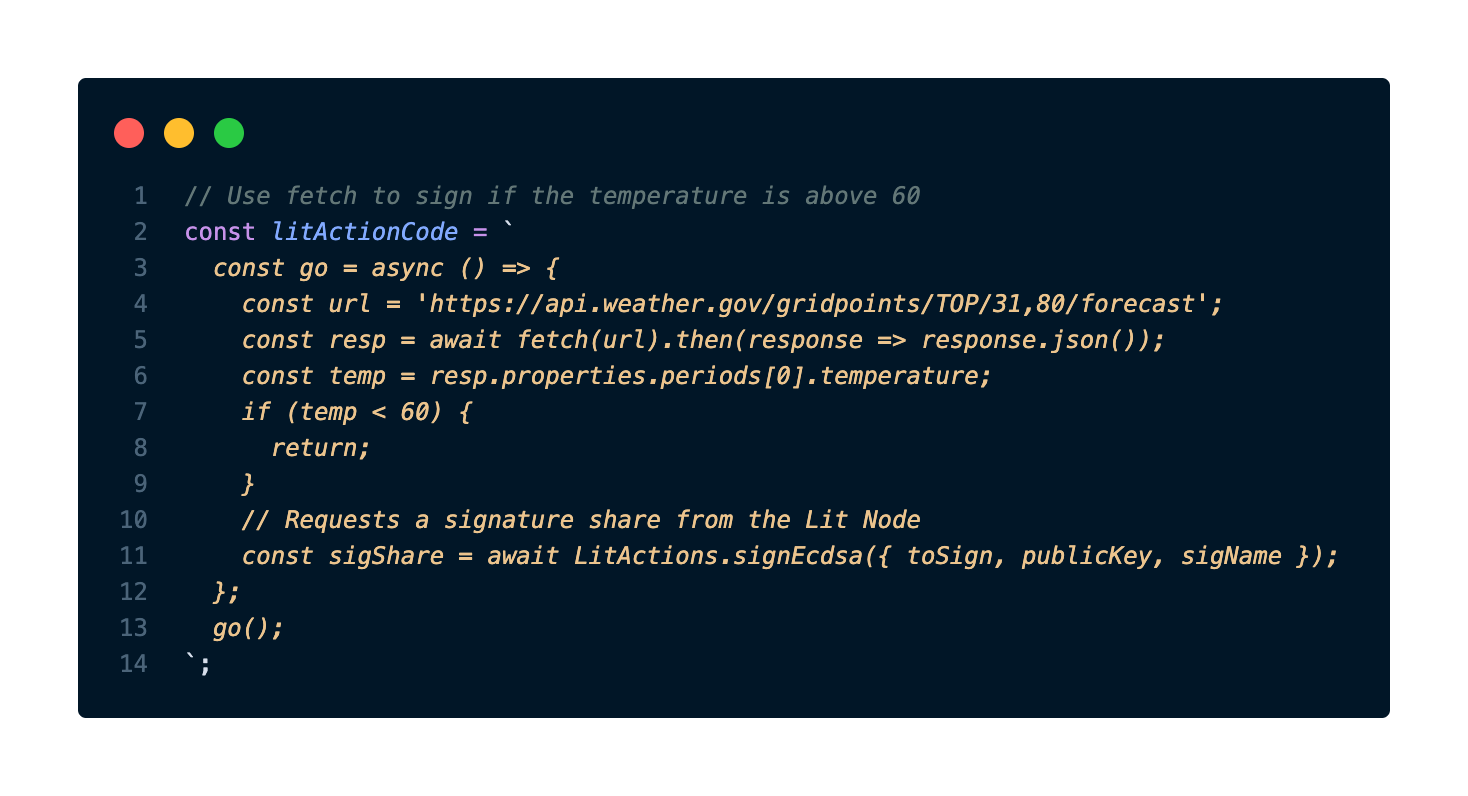 1 // Use fetch to sign if the temperature is above 60
2 const litActionCode = `
3 const go = async () => {
4 const url = 'https://api.weather.gov/gridpoints/TOP/31,80/forecast';
5 const resp = await fetch(url).then(response => response.json());
6 const temp = resp.properties.periods[0].temperature;
7 if (temp < 60) {
8 return;
9 }
10 // Requests a signature share from the Lit Node
11 const sigShare = await LitActions.signEcdsa({ toSign, publicKey, sigName });
12 };
13 go();
14 `;